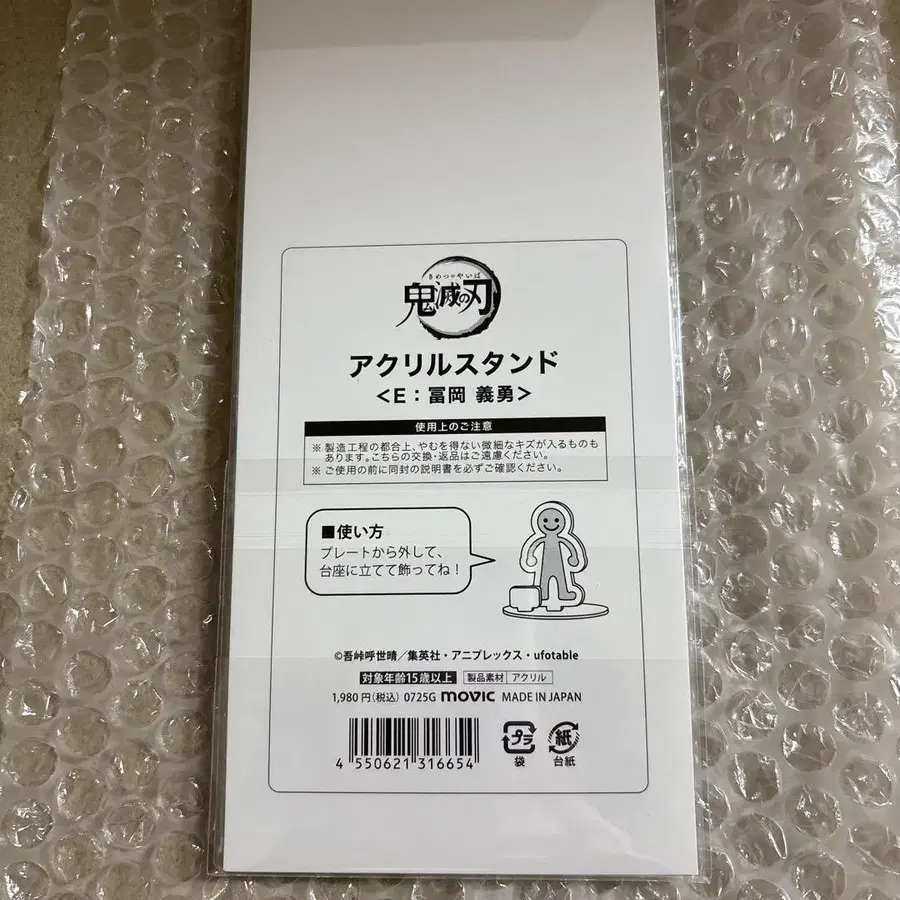 きめつのやいば
鬼滅の刃
アクリルスタンド
<E：冨岡 義勇>
使用上のご注意
※製造工程の都合上、やむを得ない微細なキズが入るものも
あります。こちらの交換・返品はご遠慮ください。
※ご使用の前に同封の説明書を必ずご確認ください。
■使い方
プレートから外して、
台座に立てて飾ってね！
©吾峠呼世晴／集英社・アニプレックス・ufotable
対象年齢15歳以上 製品素材 アクリル
1,980円(税込) 0725G movic MADE IN JAPAN
4 550621 316654
プラ 紙
袋 台紙